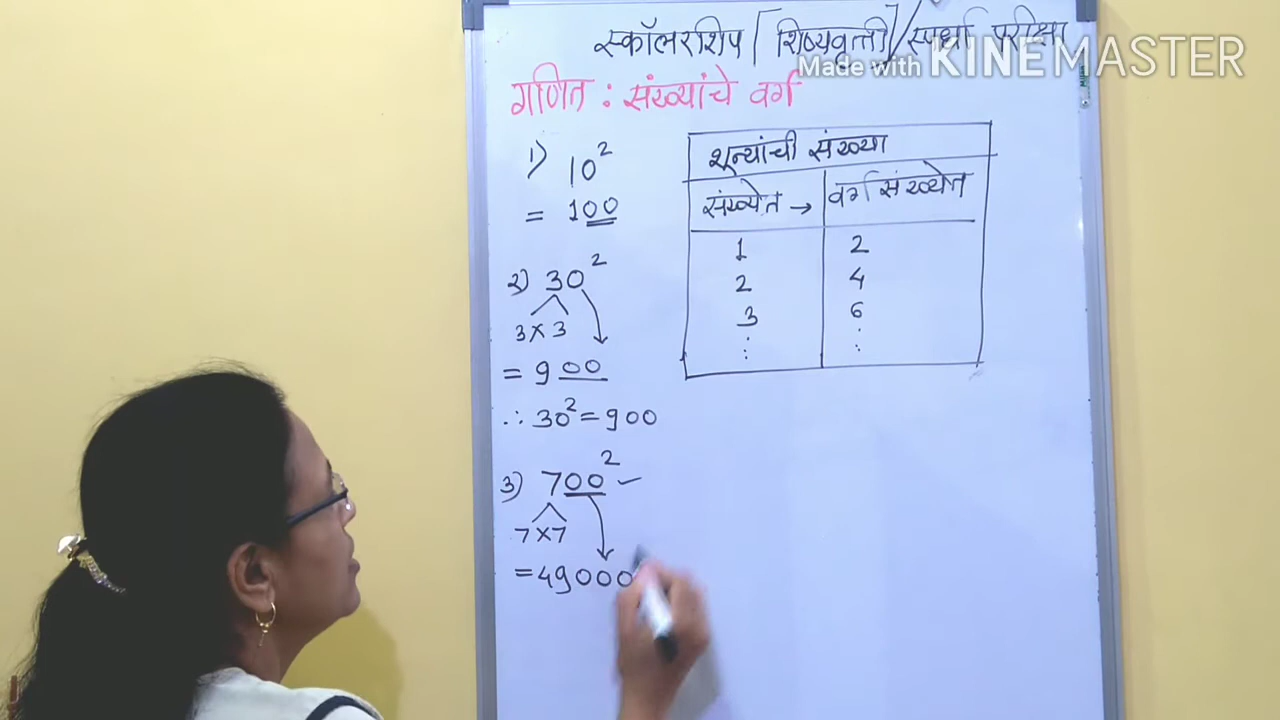 स्कॉलरशिप / शिष्यवृत्ती / स्पर्धा परीक्षा
Made with KINEMASTER
गणित : संख्यांचे वर्ग
१) 10²
= 100
२) 30²
3 × 3
= 900
∴ 30² = 900
३) 700²
7 × 7
= 49000
शून्यांची संख्या
संख्येत → वर्ग संख्येत
1 2
2 4
3 6
: :